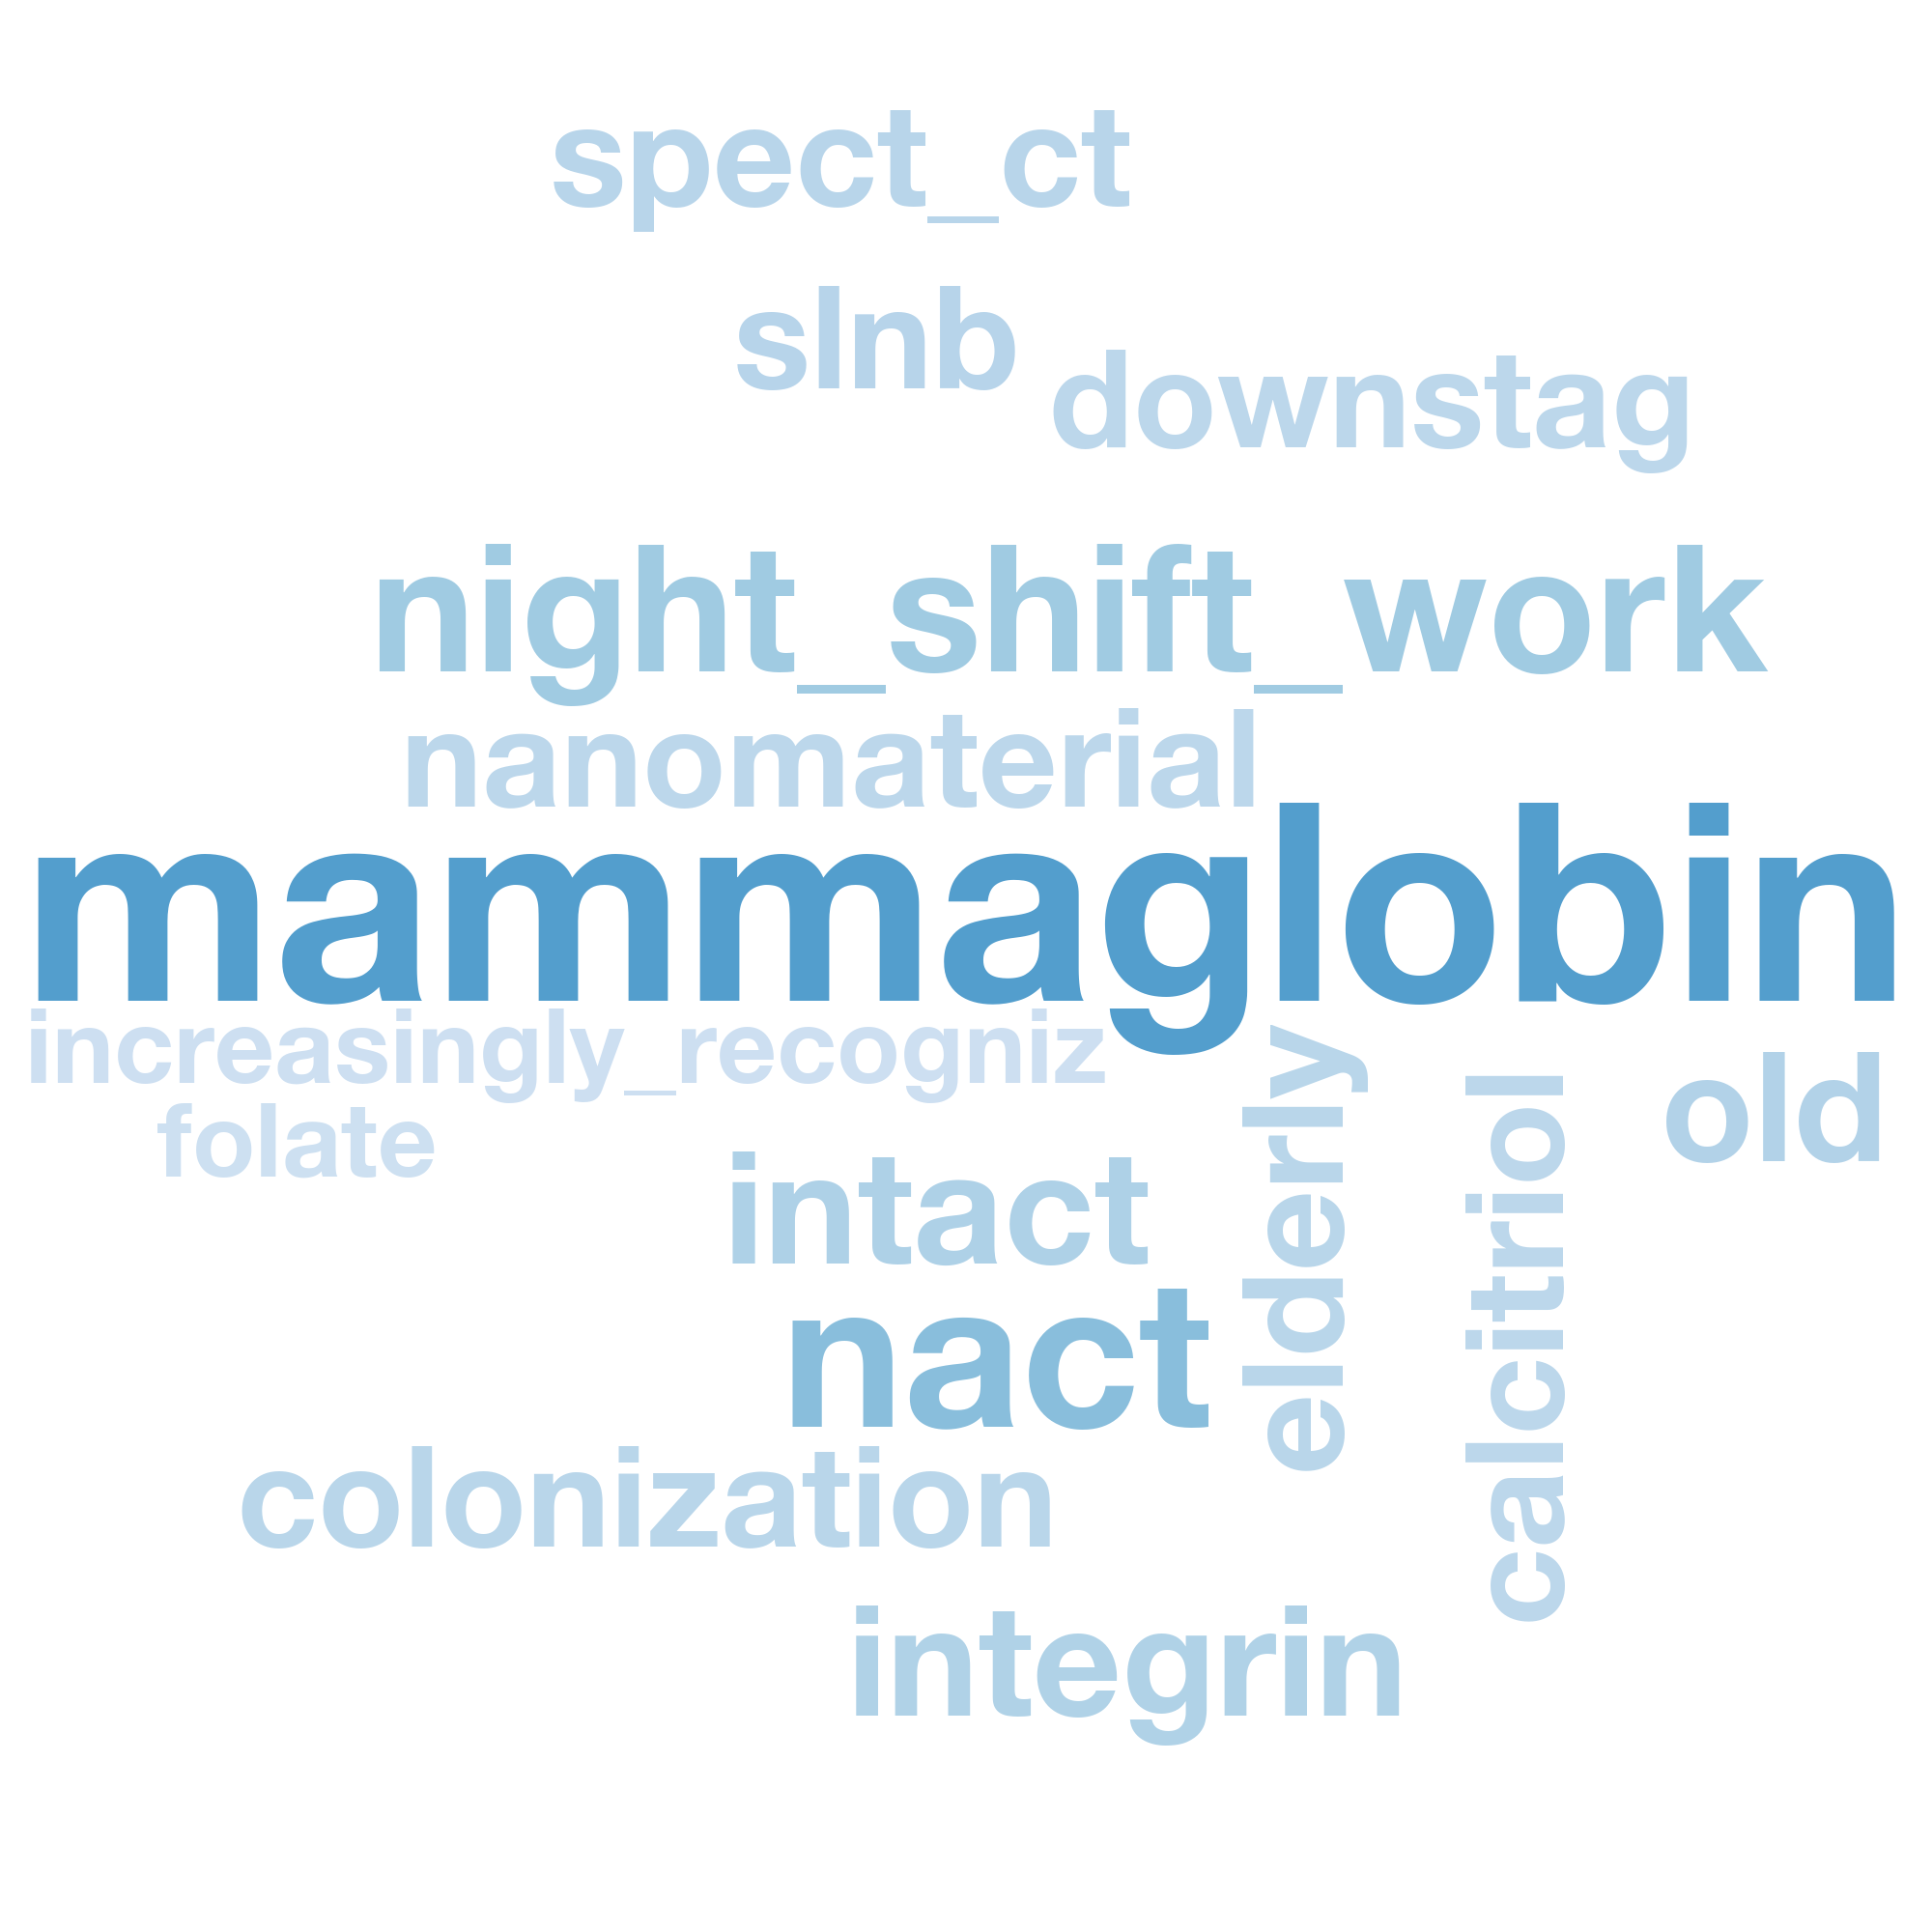 spect_ct
slnb
downstag
night_shift_work
nanomaterial
mammaglobin
increasingly_recogniz
folate
elderly
calcitriol
old
intact
nact
colonization
integrin